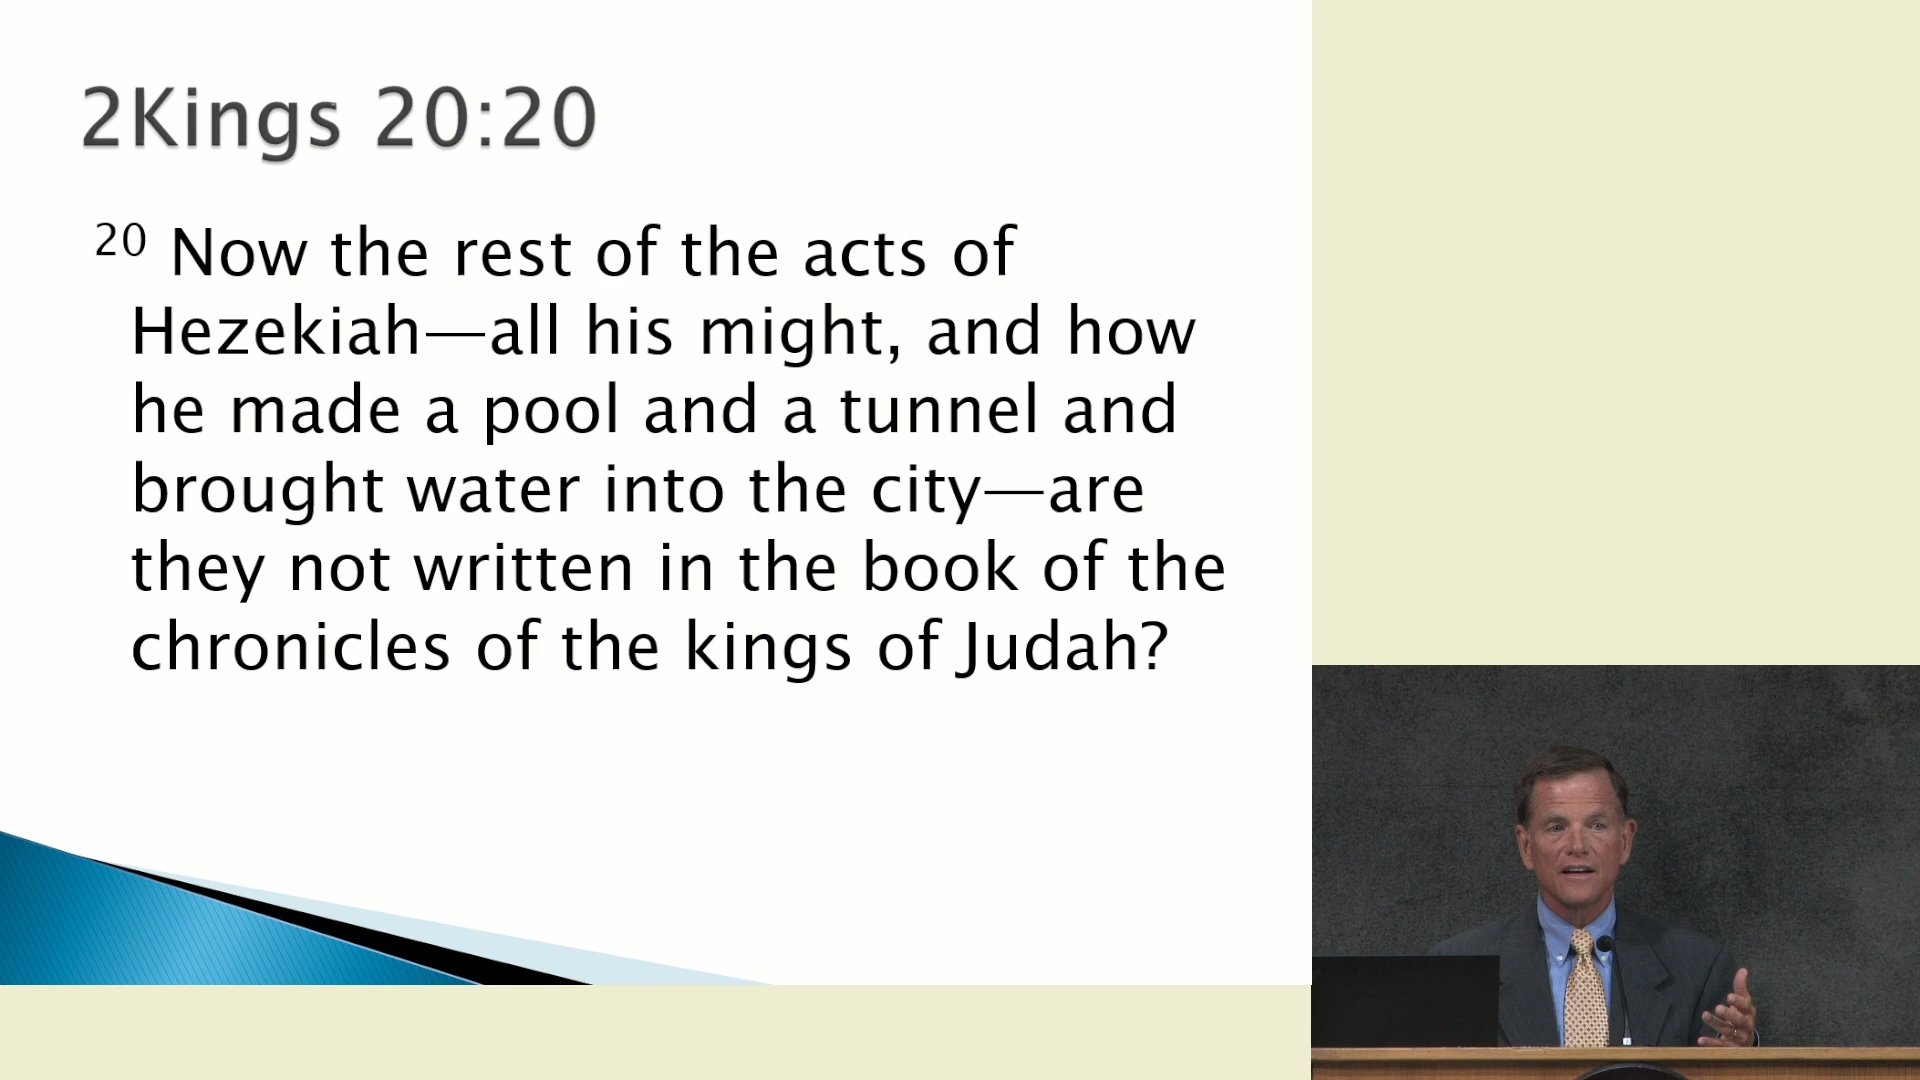 2Kings 20:20
20 Now the rest of the acts of
Hezekiah—all his might, and how
he made a pool and a tunnel and
brought water into the city—are
they not written in the book of the
chronicles of the kings of Judah?